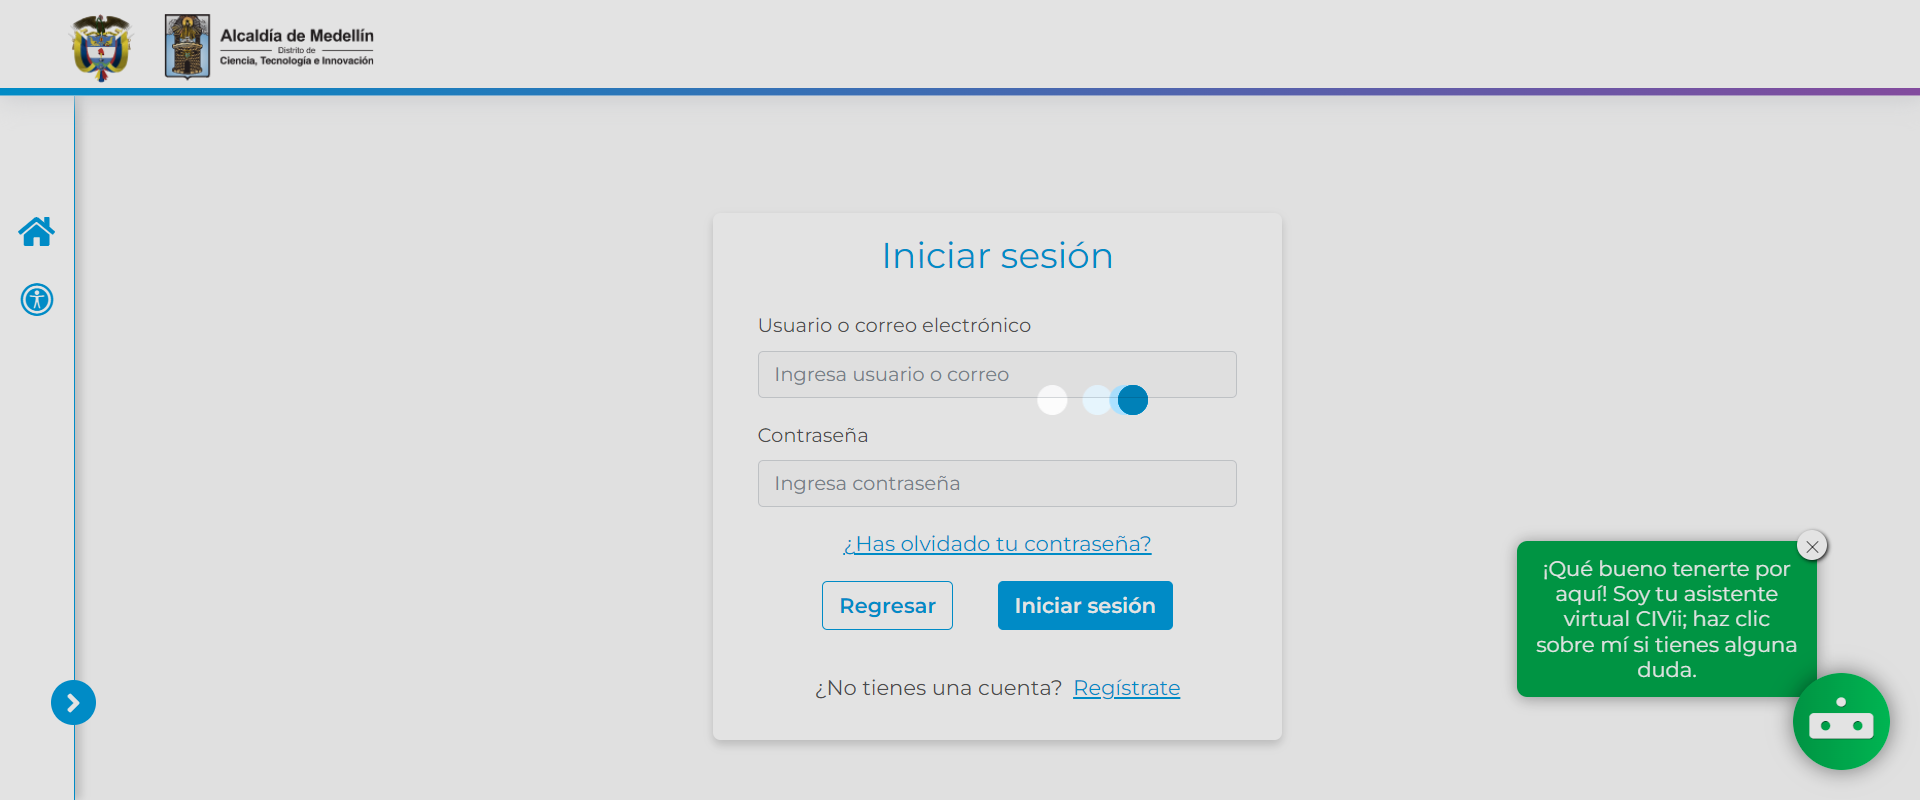 Alcaldía de Medellín
Distrito de
Ciencia, Tecnología e Innovación
Iniciar sesión
Usuario o correo electrónico
Ingresa usuario o correo
Contraseña
Ingresa contraseña
¿Has olvidado tu contraseña?
Regresar
Iniciar sesión
¿No tienes una cuenta? Regístrate
¡Qué bueno tenerte por
aquí! Soy tu asistente
virtual CIVii; haz clic
sobre mí si tienes alguna
duda.